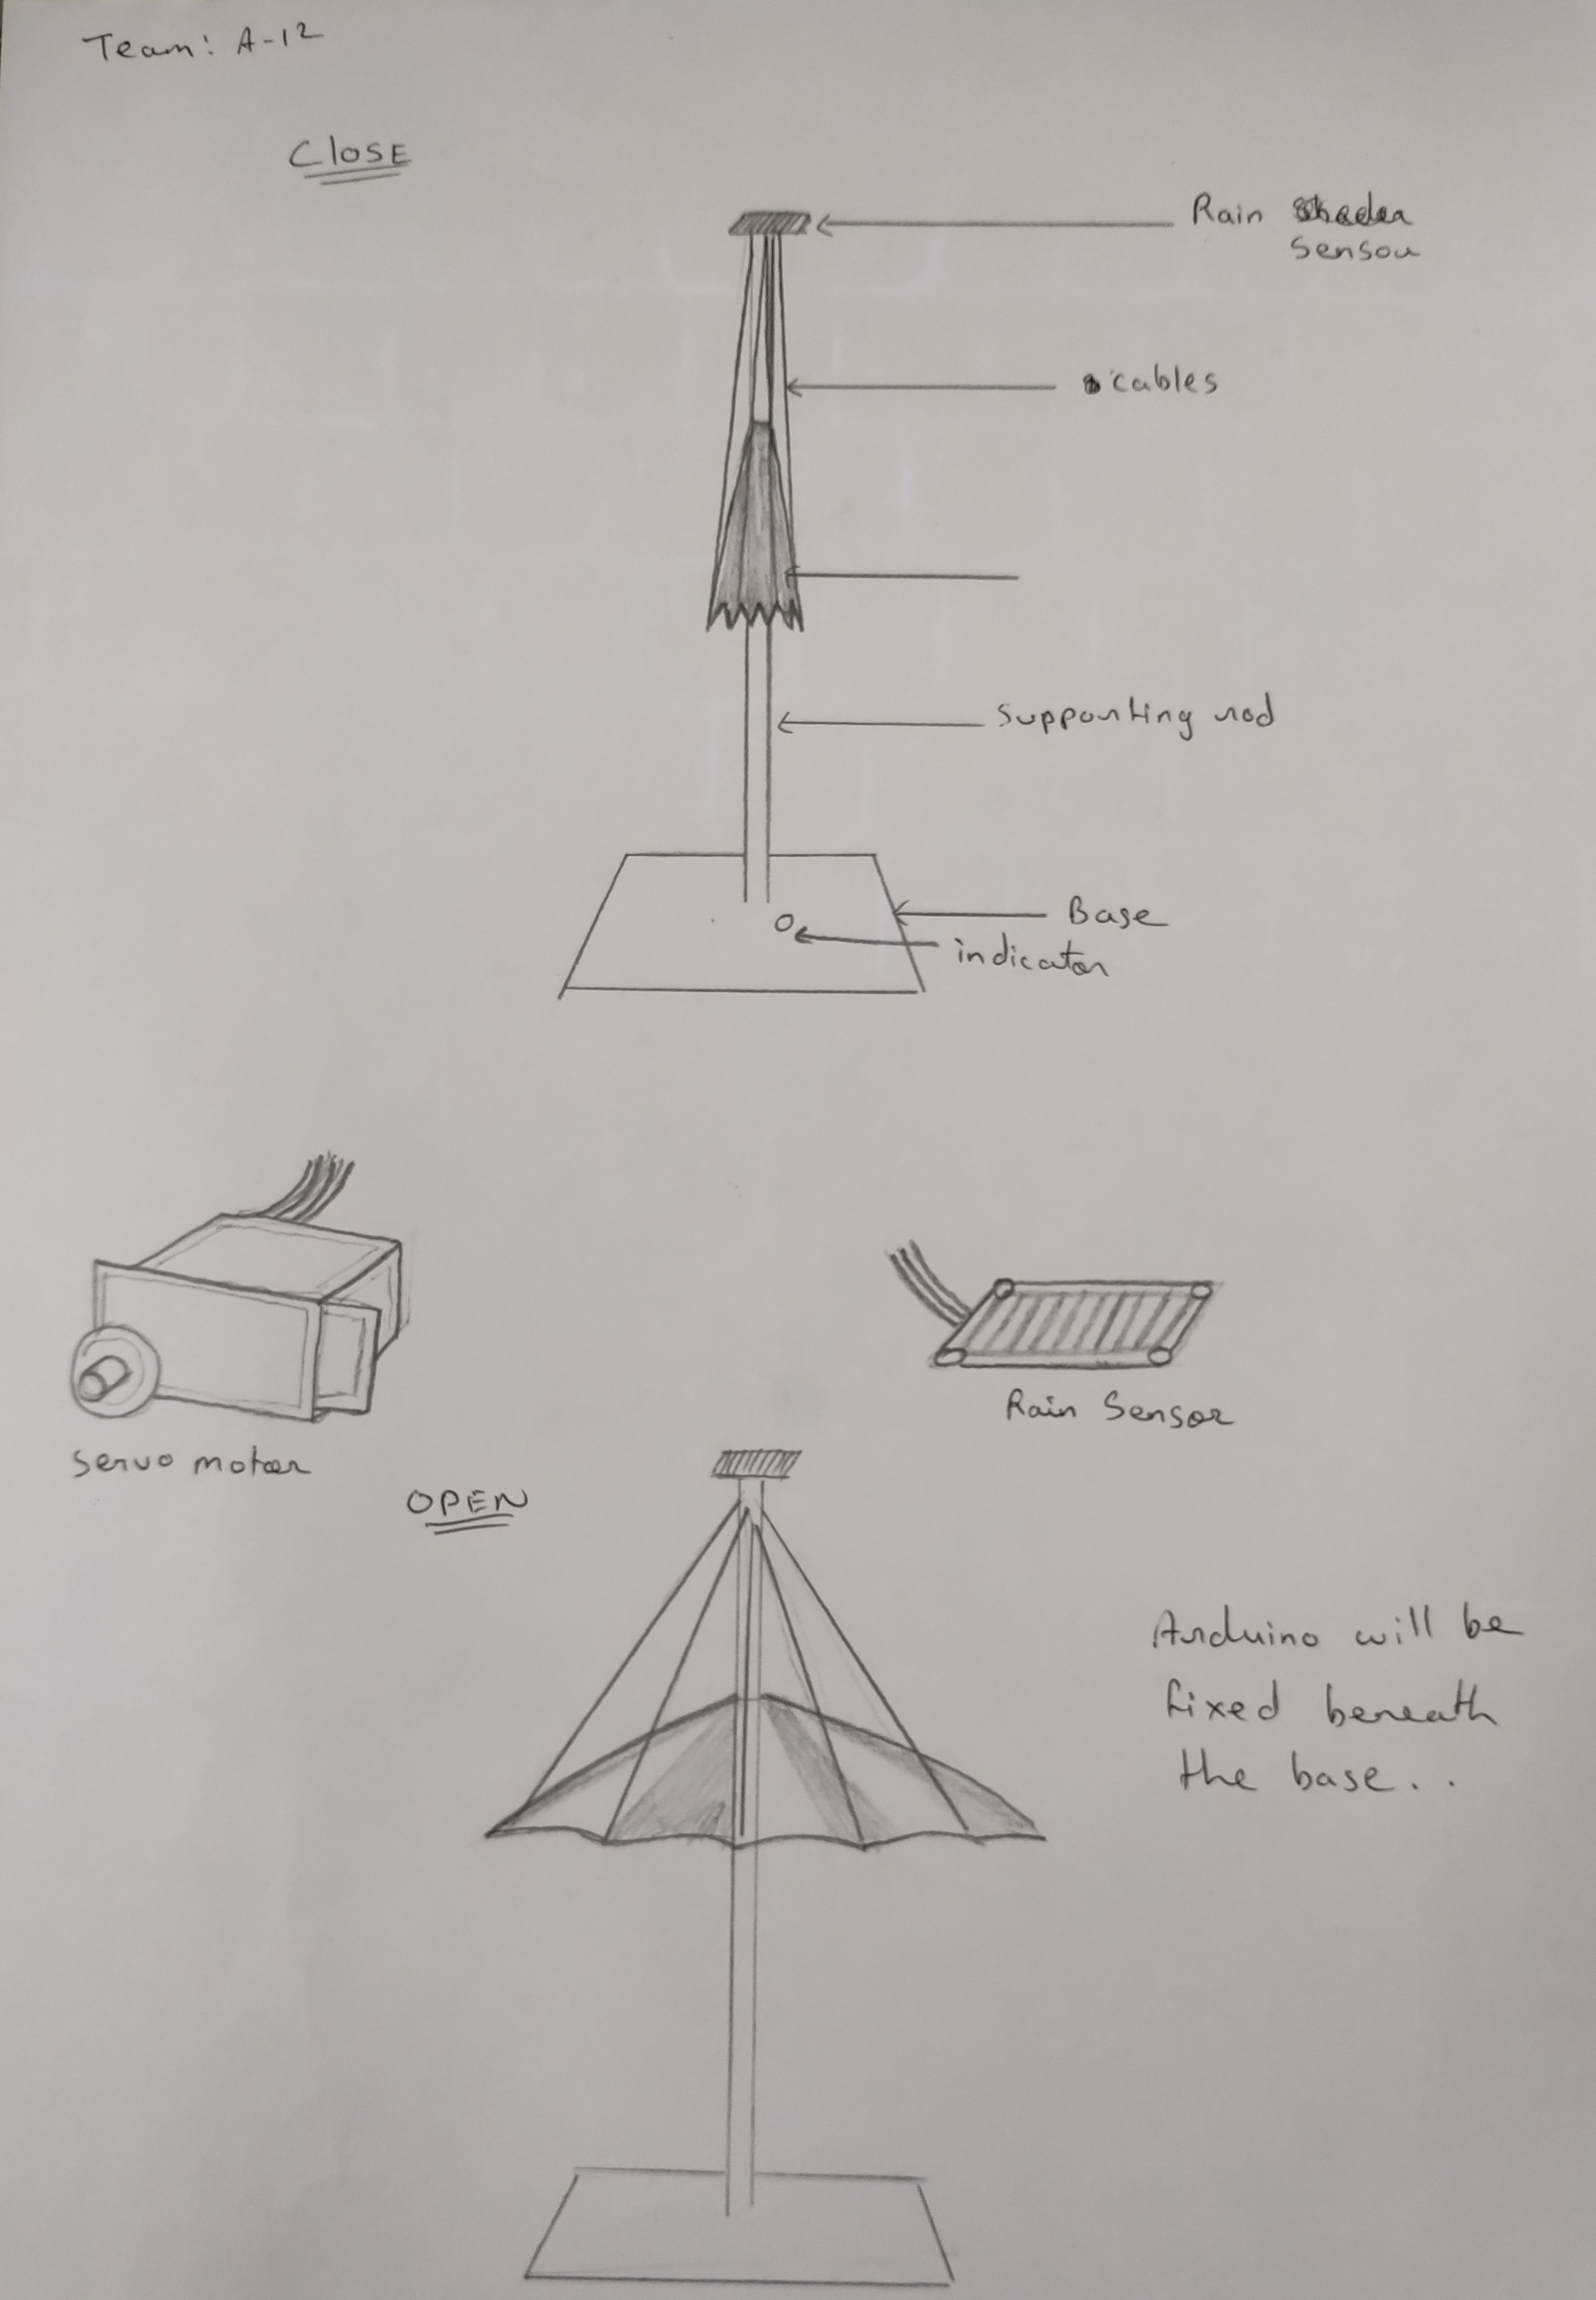 Team: A-12
CLOSE
Rain
Sensor
cables
Supporting rod
Base
indicator
Rain Sensor
Servo motor
OPEN
Arduino will be
fixed beneath
the base..